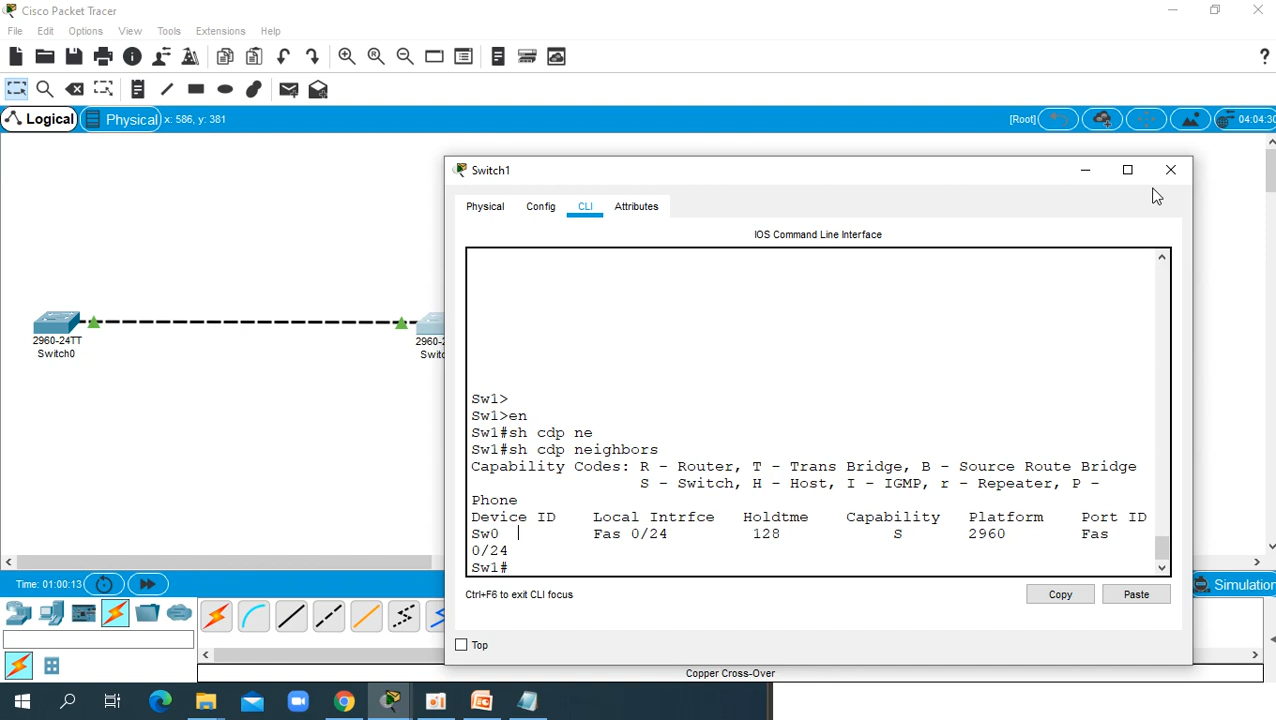 Cisco Packet Tracer
File Edit Options View Tools Extensions Help
?
Logical Physical x: 586, y: 381 [Root] 04:04:30
Switch1
Physical Config CLI Attributes
IOS Command Line Interface
Sw1>
Sw1>en
Sw1#sh cdp ne
Sw1#sh cdp neighbors
Capability Codes: R - Router, T - Trans Bridge, B - Source Route Bridge
S - Switch, H - Host, I - IGMP, r - Repeater, P -
Phone
Device ID Local Intrfce Holdtme Capability Platform Port ID
Sw0 Fas 0/24 128 S 2960 Fas
0/24
Sw1#
2960-24TT
Switch0
2960-
Switc
Ctrl+F6 to exit CLI focus
Copy Paste
Top
Time: 01:00:13 Simulation
Copper Cross-Over